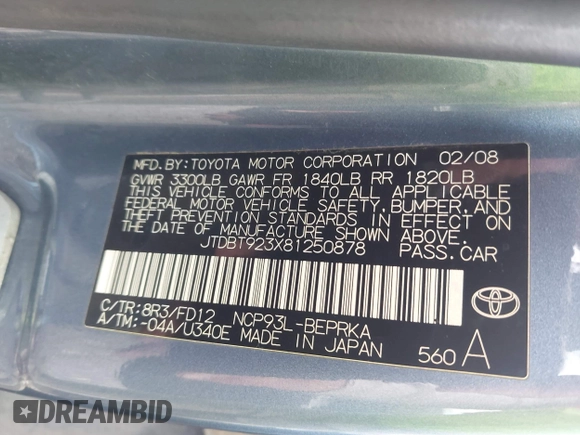 MFD.BY:TOYOTA MOTOR CORPORATION 02/08
GVWR 3300LB GAWR FR 1840LB RR 1820LB
THIS VEHICLE CONFORMS TO ALL APPLICABLE
FEDERAL MOTOR VEHICLE SAFETY, BUMPER, AND
THEFT PREVENTION STANDARDS IN EFFECT ON
THE DATE OF MANUFACTURE SHOWN ABOVE.
JTDBT923X81250878 PASS.CAR
C/TR:8R3/FD12 NCP93L-BEPRKA
A/TM:-04A/U340E MADE IN JAPAN
TOYOTA
560 A
DREAMBID